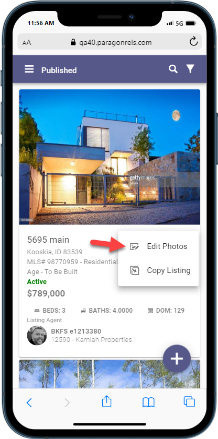 11:56 AM
5G
AA
qa40.paragonrels.com
Published
gettyimages
5695 main
Kooskia, ID 83539
MLS# 98770959 - Residential
Age - To Be Built
Active
$789,000
Edit Photos
Copy Listing
BEDS: 3
BATHS: 4.0000
DOM: 129
Listing Agent
BKFS e1213380
12500 - Kamiah Properties